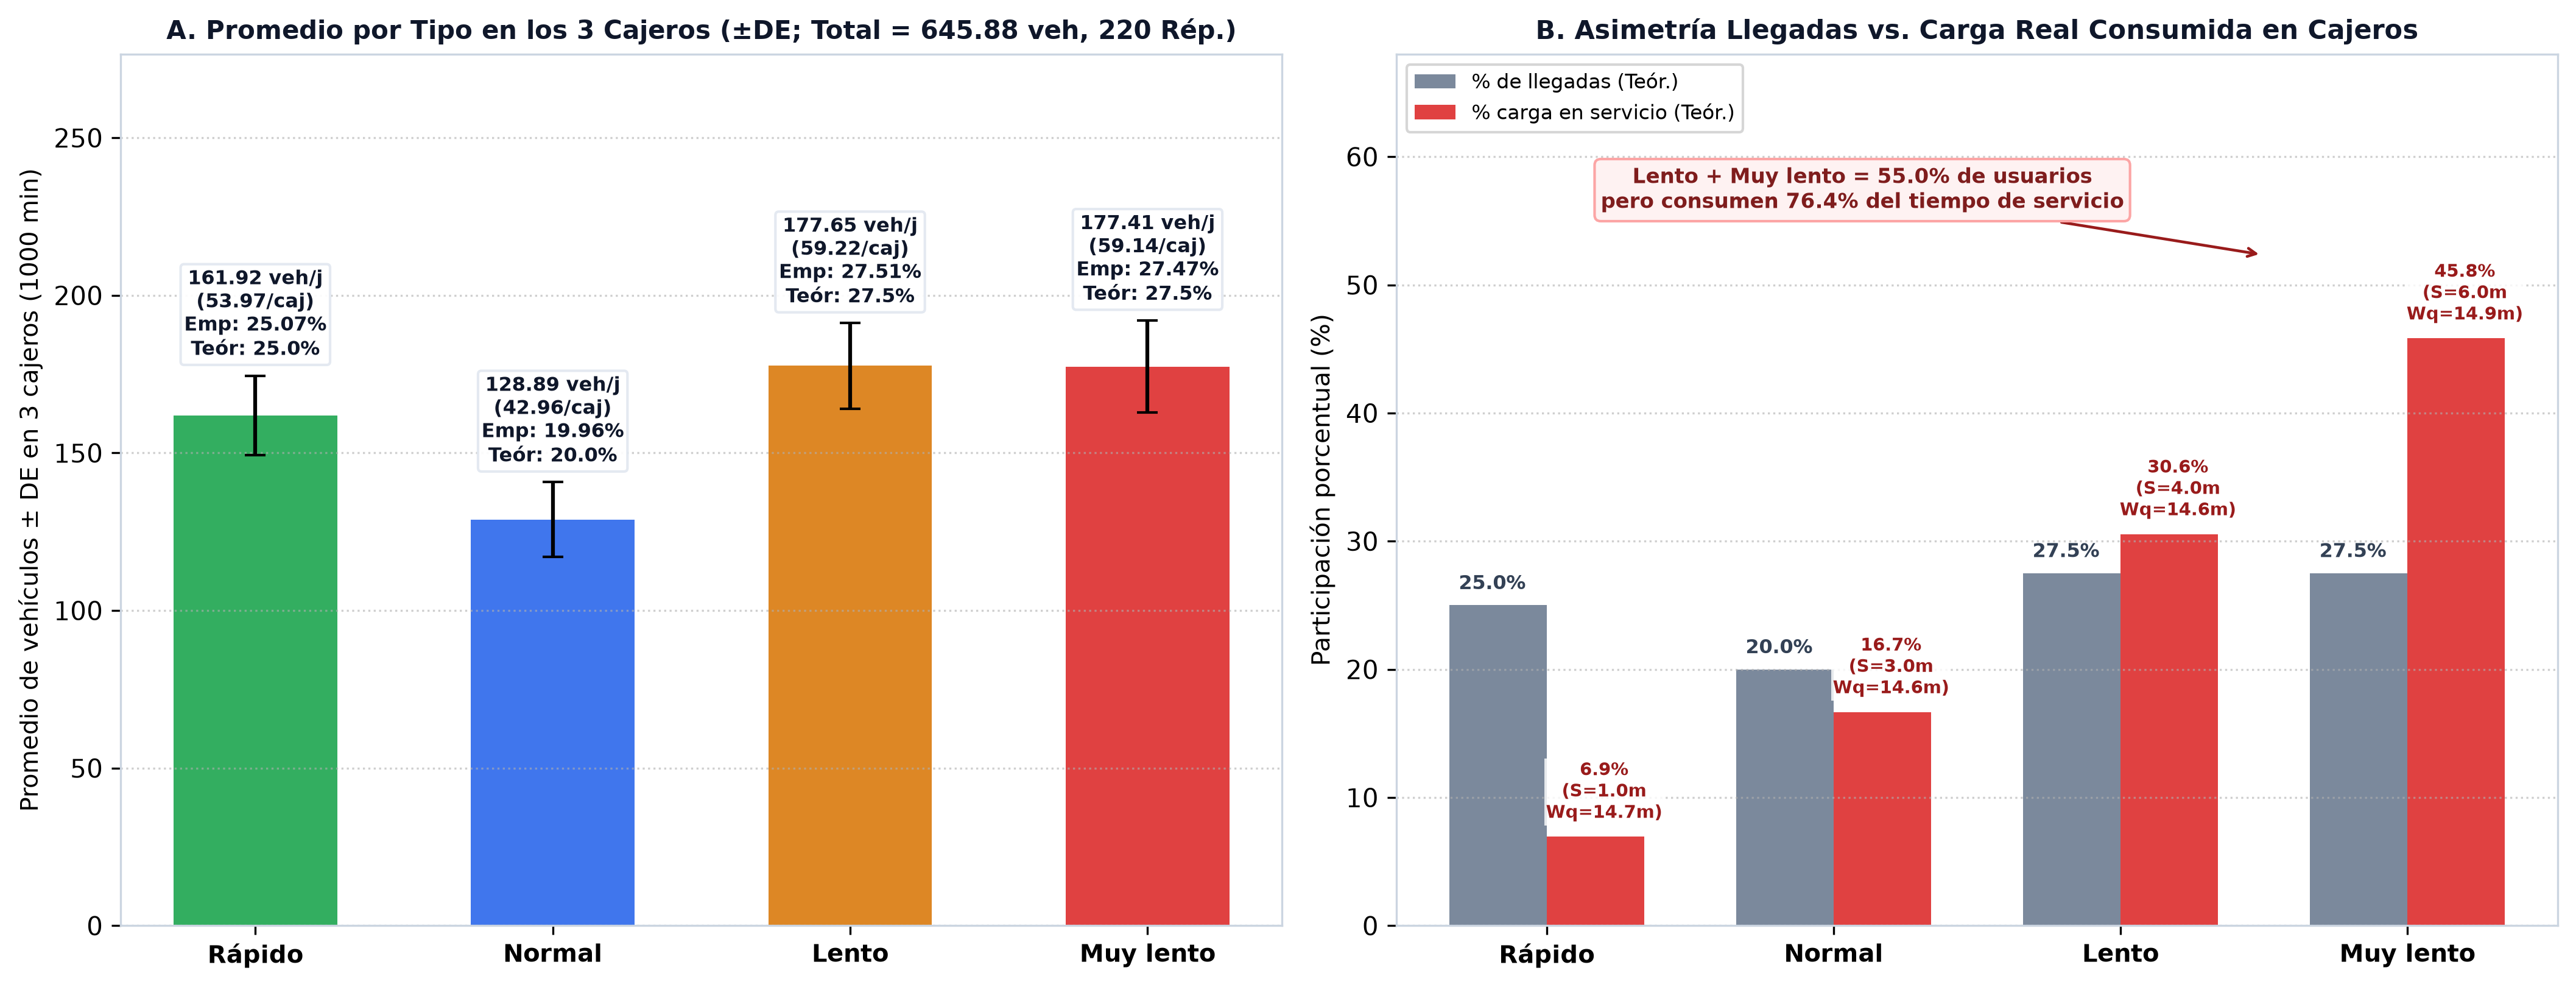 A. Promedio por Tipo en los 3 Cajeros (±DE; Total = 645.88 veh, 220 Rép.)
Promedio de vehículos ± DE en 3 cajeros (1000 min)
250
200
150
100
50
0
161.92 veh/j
(53.97/caj)
Emp: 25.07%
Teór: 25.0%
128.89 veh/j
(42.96/caj)
Emp: 19.96%
Teór: 20.0%
177.65 veh/j
(59.22/caj)
Emp: 27.51%
Teór: 27.5%
177.41 veh/j
(59.14/caj)
Emp: 27.47%
Teór: 27.5%
Rápido
Normal
Lento
Muy lento
B. Asimetría Llegadas vs. Carga Real Consumida en Cajeros
% de llegadas (Teór.)
% carga en servicio (Teór.)
Lento + Muy lento = 55.0% de usuarios
pero consumen 76.4% del tiempo de servicio
Participación porcentual (%)
60
50
40
30
20
10
0
25.0%
6.9%
(S=1.0m
Wq=14.7m)
20.0%
16.7%
(S=3.0m
Wq=14.6m)
27.5%
30.6%
(S=4.0m
Wq=14.6m)
27.5%
45.8%
(S=6.0m
Wq=14.9m)
Rápido
Normal
Lento
Muy lento